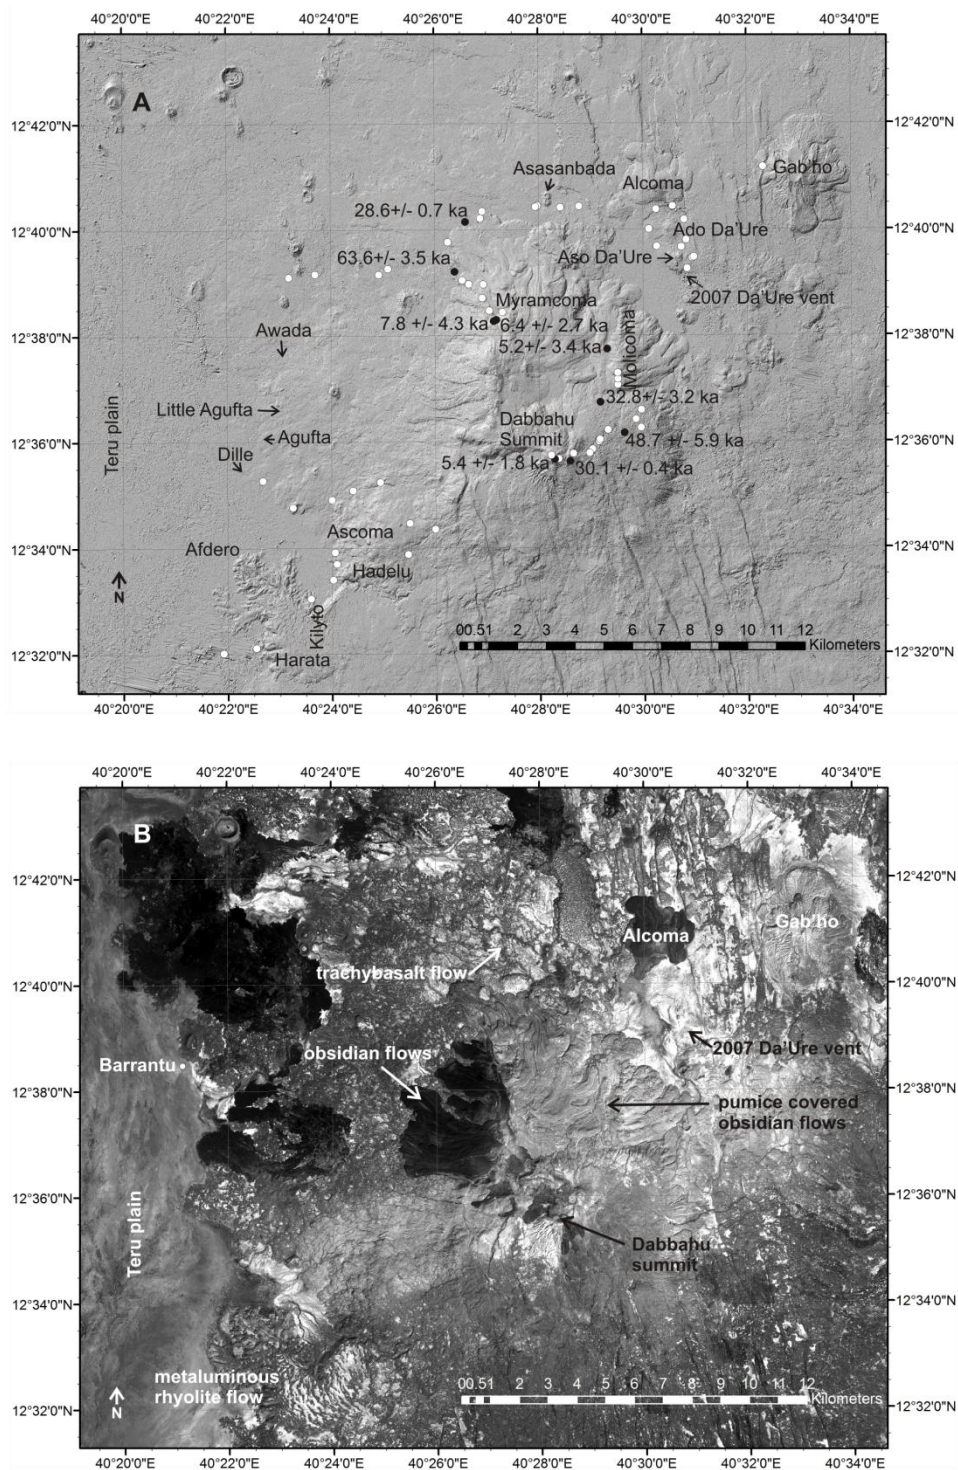 40°20'0"E 40°22'0"E 40°24'0"E 40°26'0"E 40°28'0"E 40°30'0"E 40°32'0"E 40°34'0"E
A
12°42'0"N 12°42'0"N
Asasanbada
Alcoma
Gab'ho
28.6+/- 0.7 ka
12°40'0"N 12°40'0"N
Ado Da'Ure
63.6+/- 3.5 ka
Aso Da'Ure
2007 Da'Ure vent
Myramcoma
7.8 +/- 4.3 ka 6.4 +/- 2.7 ka
Awada
12°38'0"N 12°38'0"N
5.2+/- 3.4 ka
Molicoma
32.8+/- 3.2 ka
Little Agufta
Dabbahu
Summit
Agufta
48.7 +/- 5.9 ka
12°36'0"N 12°36'0"N
Teru plain
Dille
5.4 +/- 1.8 ka
30.1 +/- 0.4 ka
Ascoma
Afdero
12°34'0"N 12°34'0"N
Hadelu
N
Kilyto
0 0.5 1 2 3 4 5 6 7 8 9 10 11 12
Kilometers
Harata
12°32'0"N 12°32'0"N
40°20'0"E 40°22'0"E 40°24'0"E 40°26'0"E 40°28'0"E 40°30'0"E 40°32'0"E 40°34'0"E
40°20'0"E 40°22'0"E 40°24'0"E 40°26'0"E 40°28'0"E 40°30'0"E 40°32'0"E 40°34'0"E
B
12°42'0"N 12°42'0"N
Alcoma
Gab'ho
trachybasalt flow
12°40'0"N 12°40'0"N
2007 Da'Ure vent
obsidian flows
Barrantu
12°38'0"N 12°38'0"N
pumice covered
obsidian flows
12°36'0"N 12°36'0"N
Teru plain
Dabbahu
summit
12°34'0"N 12°34'0"N
metaluminous
rhyolite flow
N
0 0.5 1 2 3 4 5 6 7 8 9 10 11 12
Kilometers
12°32'0"N 12°32'0"N
40°20'0"E 40°22'0"E 40°24'0"E 40°26'0"E 40°28'0"E 40°30'0"E 40°32'0"E 40°34'0"E